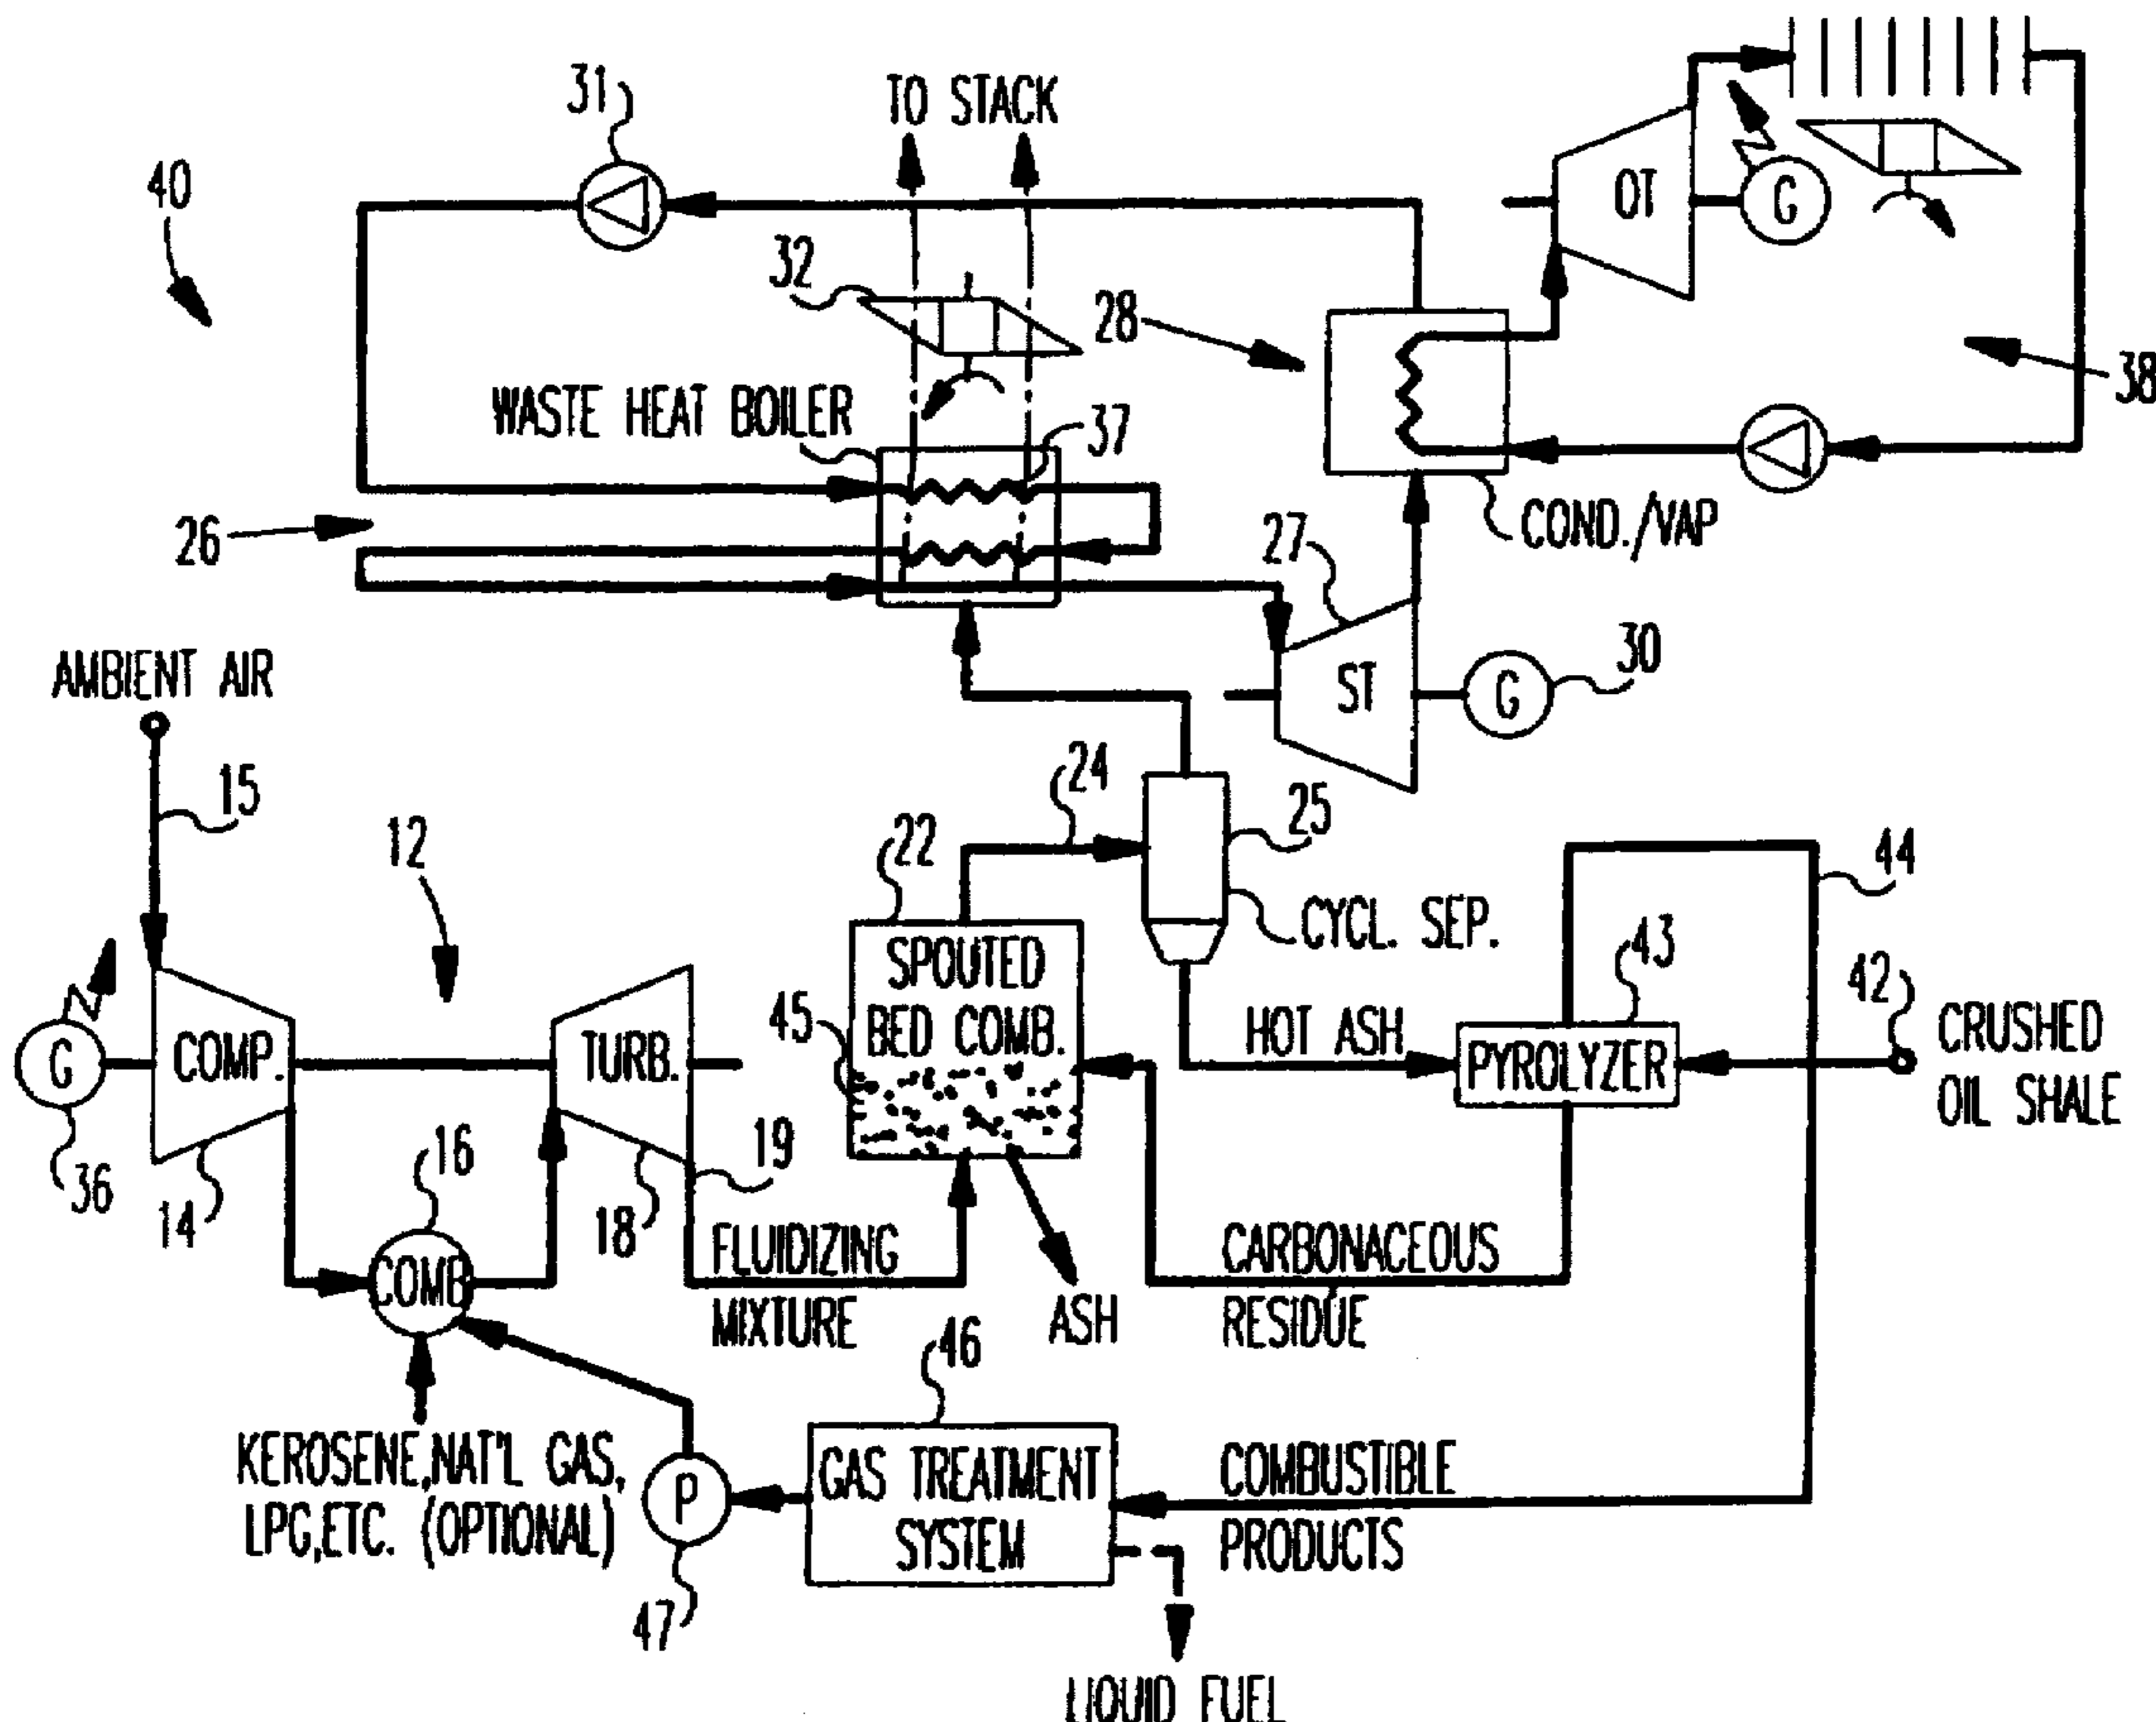 31
TO STACK
40
OT
G
32
28
38
WASTE HEAT BOILER
37
26
COND./VAP
27
30
ST
G
AMBIENT AIR
15
24
12
22
25
44
CYCL. SEP.
43
42
SPOUTED
BED COMB.
45
HOT ASH
CRUSHED
OIL SHALE
G
COMP.
TURB.
PYROLYZER
36
14
16
18
19
FLUIDIZING
MIXTURE
ASH
CARBONACEOUS
RESIDUE
COMB
46
KEROSENE,NAT'L GAS,
LPG,ETC. (OPTIONAL)
P
47
GAS TREATMENT
SYSTEM
COMBUSTIBLE
PRODUCTS
LIQUID FUEL